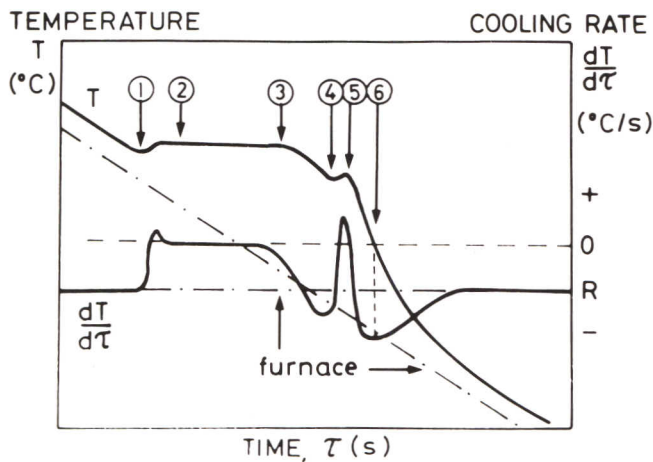 TEMPERATURE
COOLING RATE
T
(°C)
dT
dτ
(°C/s)
T
① ② ③ ④ ⑤ ⑥
+
0
R
−
dT
dτ
furnace
TIME, τ (s)